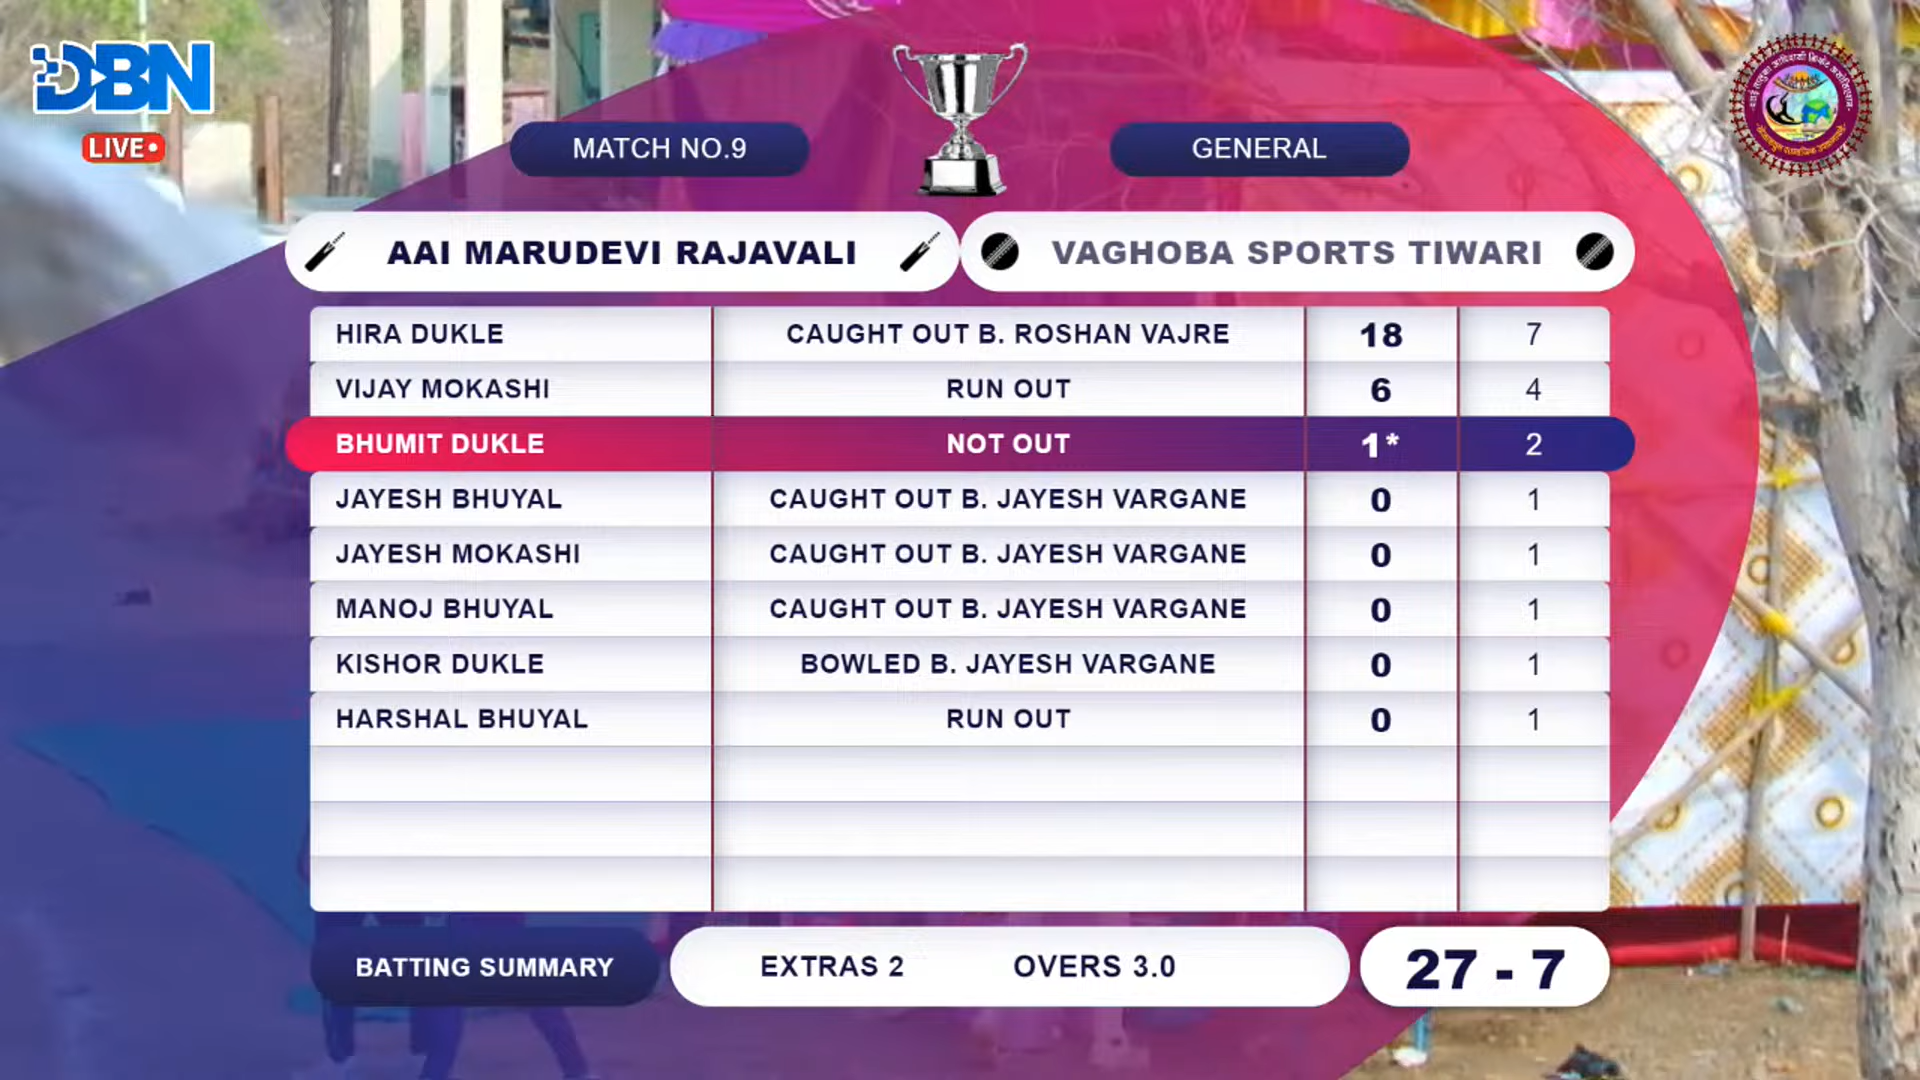 DBN
LIVE
MATCH NO.9
GENERAL
AAI MARUDEVI RAJAVALI
VAGHOBA SPORTS TIWARI
HIRA DUKLE CAUGHT OUT B. ROSHAN VAJRE 18 7
VIJAY MOKASHI RUN OUT 6 4
BHUMIT DUKLE NOT OUT 1* 2
JAYESH BHUYAL CAUGHT OUT B. JAYESH VARGANE 0 1
JAYESH MOKASHI CAUGHT OUT B. JAYESH VARGANE 0 1
MANOJ BHUYAL CAUGHT OUT B. JAYESH VARGANE 0 1
KISHOR DUKLE BOWLED B. JAYESH VARGANE 0 1
HARSHAL BHUYAL RUN OUT 0 1
BATTING SUMMARY EXTRAS 2 OVERS 3.0 27 - 7